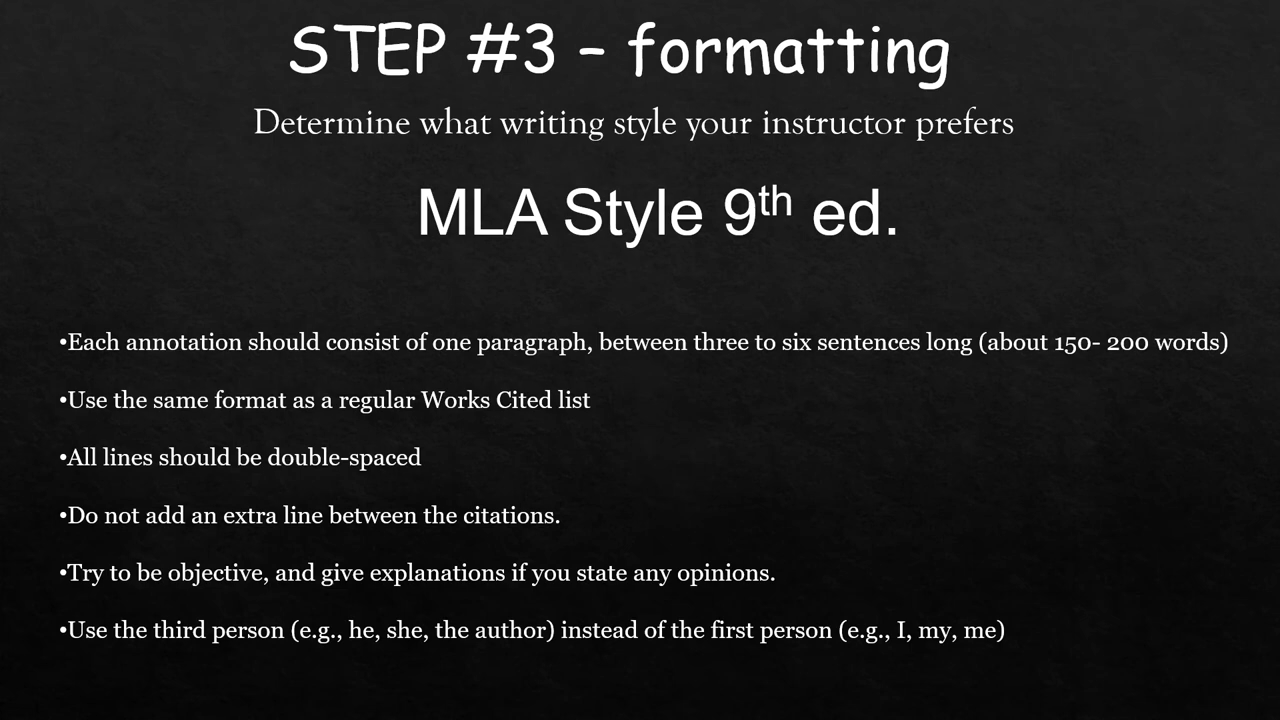 STEP #3 – formatting
Determine what writing style your instructor prefers
MLA Style 9th ed.
•Each annotation should consist of one paragraph, between three to six sentences long (about 150- 200 words)
•Use the same format as a regular Works Cited list
•All lines should be double-spaced
•Do not add an extra line between the citations.
•Try to be objective, and give explanations if you state any opinions.
•Use the third person (e.g., he, she, the author) instead of the first person (e.g., I, my, me)